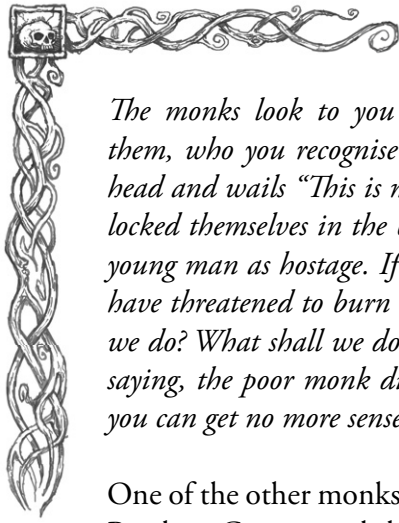 The monks look to you
them, who you recognise
head and wails “This is
locked themselves in the
young man as hostage. If
have threatened to burn
we do? What shall we do
saying, the poor monk
you can get no more sense
One of the other monks